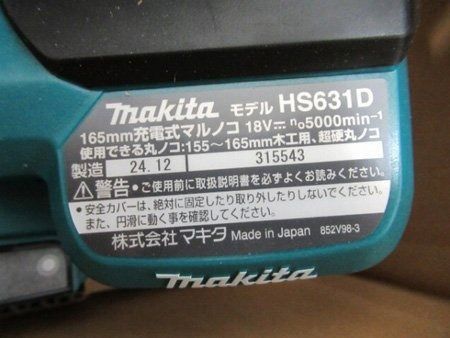 makita モデル HS631D
165mm充電式マルノコ 18V⎓ n₀5000min⁻¹
使用できる丸ノコ:155～165mm木工用、超硬丸ノコ
製造 24.12 315543
⚠警告 ●ご使用前に取扱説明書を必ずよくお読みください。
●安全カバーは、絶対に固定したり取り外したりしないでください。
また、円滑に動く事を確認してください。
株式会社マキタ Made in Japan 852V98-3
makita